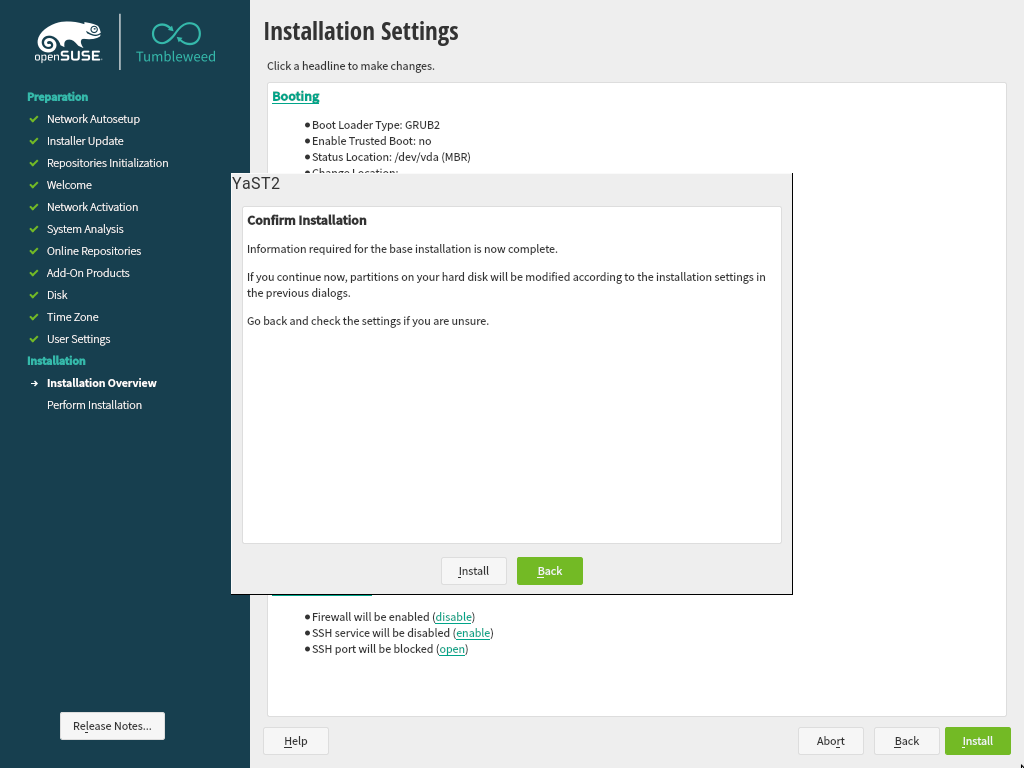 openSUSE
Tumbleweed
Preparation
Network Autosetup
Installer Update
Repositories Initialization
Welcome
Network Activation
System Analysis
Online Repositories
Add-On Products
Disk
Time Zone
User Settings
Installation
Installation Overview
Perform Installation
Release Notes...
Installation Settings
Click a headline to make changes.
Booting
Boot Loader Type: GRUB2
Enable Trusted Boot: no
Status Location: /dev/vda (MBR)
Change Location:
YaST2
Confirm Installation
Information required for the base installation is now complete.
If you continue now, partitions on your hard disk will be modified according to the installation settings in
the previous dialogs.
Go back and check the settings if you are unsure.
Install Back
Firewall will be enabled (disable)
SSH service will be disabled (enable)
SSH port will be blocked (open)
Help Abort Back Install